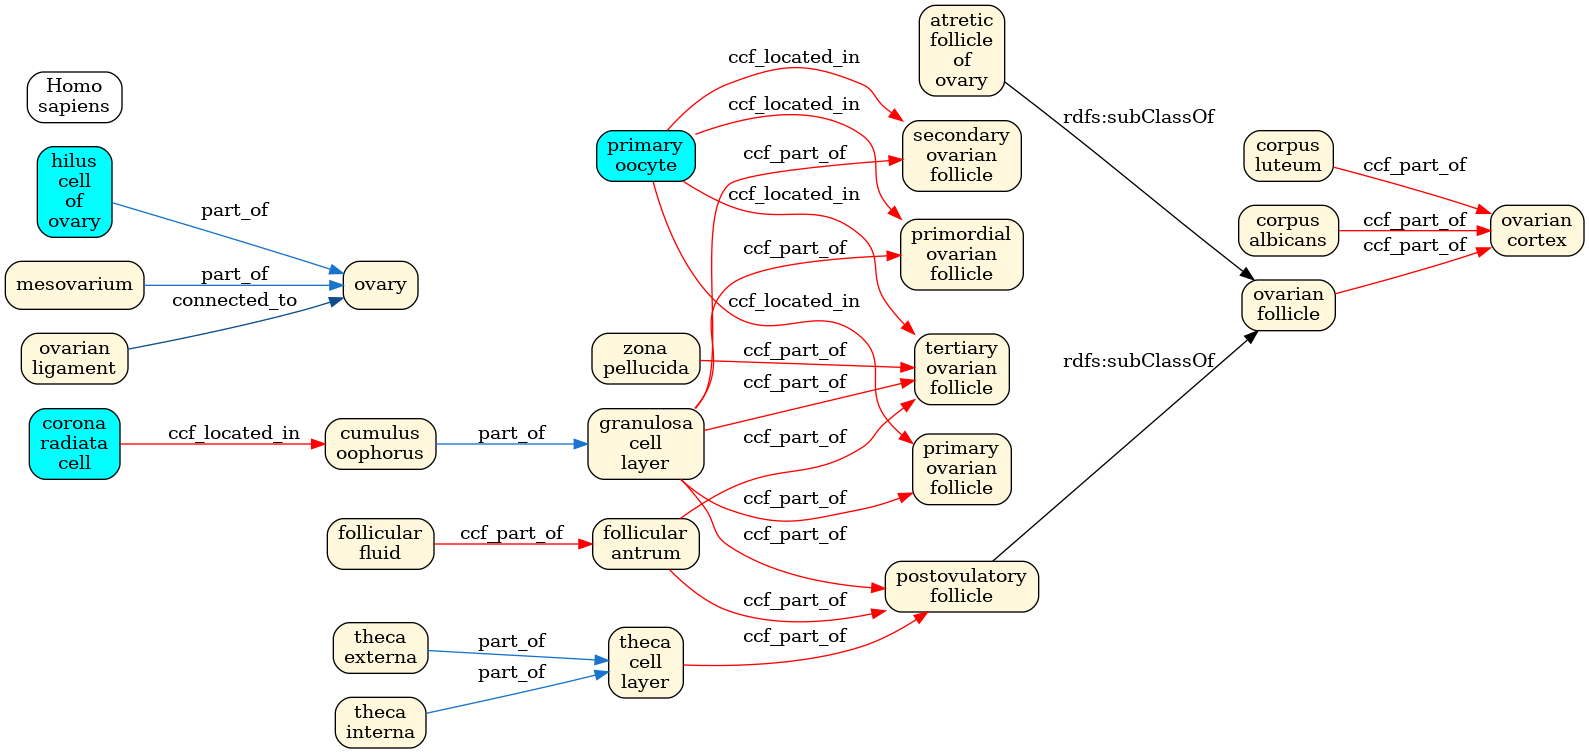 Homo
sapiens
hilus
cell
of
ovary
mesovarium
ovarian
ligament
corona
radiata
cell
part_of
part_of
connected_to
ovary
ccf_located_in
cumulus
oophorus
part_of
follicular
fluid
ccf_part_of
theca
externa
theca
interna
part_of
part_of
primary
oocyte
zona
pellucida
granulosa
cell
layer
follicular
antrum
theca
cell
layer
ccf_located_in
ccf_located_in
ccf_part_of
ccf_located_in
ccf_part_of
ccf_located_in
ccf_part_of
ccf_part_of
ccf_part_of
ccf_part_of
ccf_part_of
ccf_part_of
ccf_part_of
atretic
follicle
of
ovary
secondary
ovarian
follicle
primordial
ovarian
follicle
tertiary
ovarian
follicle
primary
ovarian
follicle
postovulatory
follicle
rdfs:subClassOf
rdfs:subClassOf
corpus
luteum
corpus
albicans
ovarian
follicle
ccf_part_of
ccf_part_of
ccf_part_of
ovarian
cortex